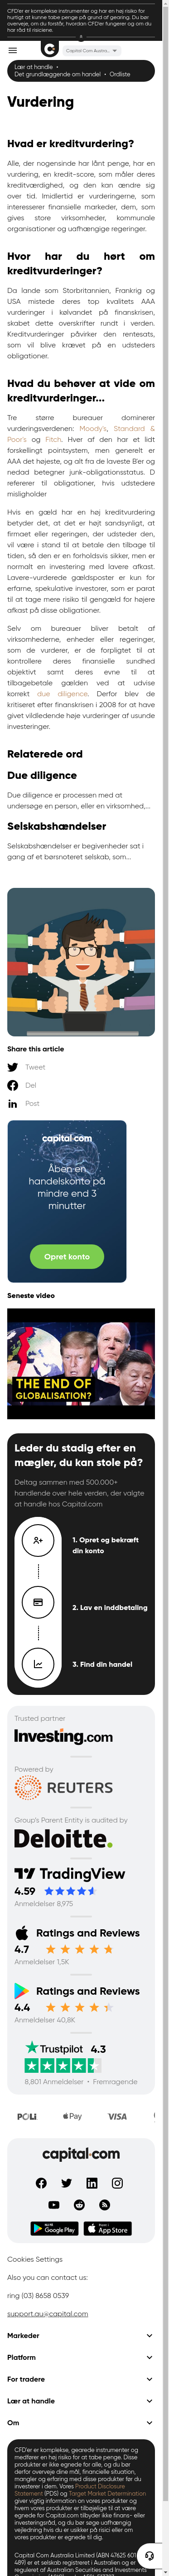 CFD'er er komplekse instrumenter og har en høj risiko for
hurtigt at kunne tabe penge på grund af gearing. Du bør
overveje, om du forstår, hvordan CFD'er fungerer og om du
har råd til risiciene.
Lære at handle •
Det grundlæggende om handel • Ordliste
Vurdering
Hvad er kreditvurdering?
Alle, der nogensinde har lånt penge, har en
vurdering, en kredit-score, som måler deres
kreditværdighed, og den kan ændre sig
over tid. Imidlertid er vurderingerne, som
interesserer finansielle markeder, dem, som
gives store virksomheder, kommunale
organisationer og uafhængige regeringer.
Hvor har du hørt om
kreditvurderinger?
Da lande som Storbritannien, Frankrig og
USA mistede deres top kvalitets AAA
vurderinger i kølvandet på finanskrisen,
skabet dette overskrifter rundt i verden.
Kreditvurderinger påvirker den rentesats,
som vil blive krævet på en udsteders
obligationer.
Hvad du behøver at vide om
kreditvurderinger...
Tre større bureauer dominerer
vurderingsverdenen: Moody's, Standard &
Poor's og Fitch. Hver af den har et lidt
forskellingt pointsystem, men generelt er
AAA det højeste, og alt fra de laveste B'er og
nedad betegner junk-obligationsstatus. D
refererer til obligationer, hvis udstedere
misligholder
Hvis en gæld har en høj kreditvurdering
betyder det, at det er højt sandsynligt, at
firmaet eller regeringen, der udsteder den,
vil være i stand til at betale den tilbage til
tiden, så den er en forholdsvis sikker, men er
normalt en investering med lavere afkast.
Lavere-vurderede gældsposter er kun for
erfarne, spekulative investorer, som er parat
til at tage mere risiko til gengæld for højere
afkast på disse obligationer.
Selv om bureauer bliver betalt af
virksomhederne, enheder eller regeringer,
som de vurderer, er de forpligtet til at
kontrollere deres finansielle sundhed
objektivt samt deres evne til at
tilbagebetale gælden ved at udvise
korrekt due diligence. Derfor blev de
kritiseret efter finanskrisen i 2008 for at have
givet vildledende høje vurderinger af usunde
investeringer.
Relaterede ord
Due diligence
Due diligence er processen med at
undersøge en person, eller en virksomhed,...
Selskabshændelser
Selskabshændelser er begivenheder sat i
gang af et børsnoteret selskab, som...
Share this article
Tweet
Del
Post
capital.com
Åben en
handelskonto på
mindre end 3
minutter
Opret konto
Seneste video
THE END OF
GLOBALISATION?
Leder du stadig efter en
mægler, du kan stole på?
Deltag sammen med 500.000+
handlende over hele verden, der valgte
at handle hos Capital.com
1. Opret og bekræft
din konto
2. Lav en inddbetaling
3. Find din handel
Trusted partner
Investing.com
Powered by
REUTERS
Group's Parent Entity is audited by
Deloitte.
TradingView
4.59
Anmeldelser 8,975
Ratings and Reviews
4.7
Anmeldelser 1,5K
Ratings and Reviews
4.4
Anmeldelser 40,8K
Trustpilot 4.3
8,801 Anmeldelser • Fremragende
POLi Pay VISA
capital.com
GET IT ON
Google Play
App Store
Cookies Settings
Also you can contact us:
ring (03) 8658 0539
support.au@capital.com
Markeder
Platform
For tradere
Lær at handle
Om
CFD'er er komplekse, gearede instrumenter og
medfører en høj risiko for at tabe penge. Disse
produkter er ikke egnede for alle, og du bør
derfor overveje dine mål, finansielle situation,
mangler og erfaring med disse produkter før du
investerer i dem. Vores Product Disclosure
Statement (PDS) og Target Market Determination
giver vigtig information om vores produkter og
hvem vores produkter er tilbøjelige til at være
egnede for Capital.com tilbyder ikke finans- eller
investeringsråd, og du bør derfor søge uafhængig
vejledning hvis du er usikker på om vores
produkter er egnede til dig.
Capital Com Australia Limited (ABN 47625 601